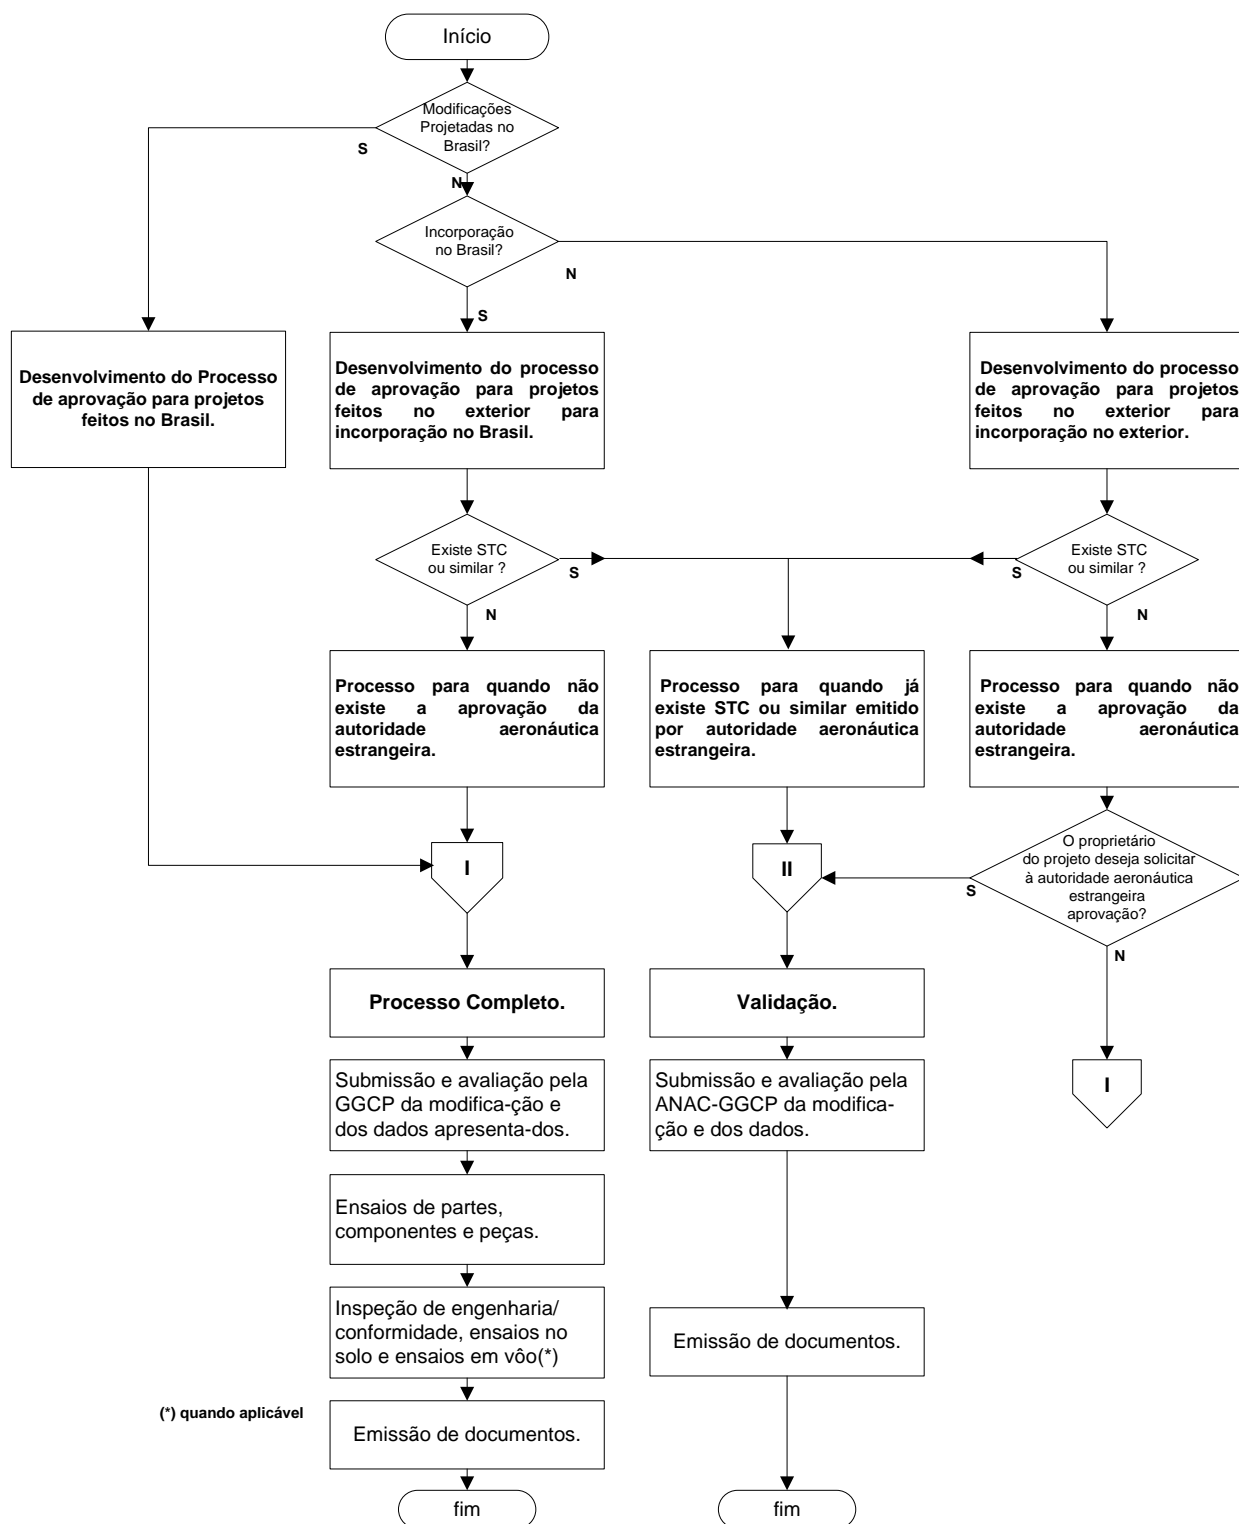 Início
Modificações
Projetadas no
Brasil?
S
N
Incorporação
no Brasil?
N
S
Desenvolvimento do Processo
de aprovação para projetos
feitos no Brasil.
Desenvolvimento do processo
de aprovação para projetos
feitos no exterior para
incorporação no Brasil.
Desenvolvimento do processo
de aprovação para projetos
feitos no exterior para
incorporação no exterior.
Existe STC
ou similar ?
S
N
Existe STC
ou similar ?
S
N
Processo para quando não
existe a aprovação da
autoridade aeronáutica
estrangeira.
Processo para quando já
existe STC ou similar emitido
por autoridade aeronáutica
estrangeira.
Processo para quando não
existe a aprovação da
autoridade aeronáutica
estrangeira.
O proprietário
do projeto deseja solicitar
à autoridade aeronáutica
estrangeira
aprovação?
S
N
I
II
I
Processo Completo.
Validação.
Submissão e avaliação pela
GGCP da modifica-ção e
dos dados apresenta-dos.
Submissão e avaliação pela
ANAC-GGCP da modifica-
ção e dos dados.
Ensaios de partes,
componentes e peças.
Inspeção de engenharia/
conformidade, ensaios no
solo e ensaios em vôo(*)
Emissão de documentos.
(*) quando aplicável
Emissão de documentos.
fim
fim